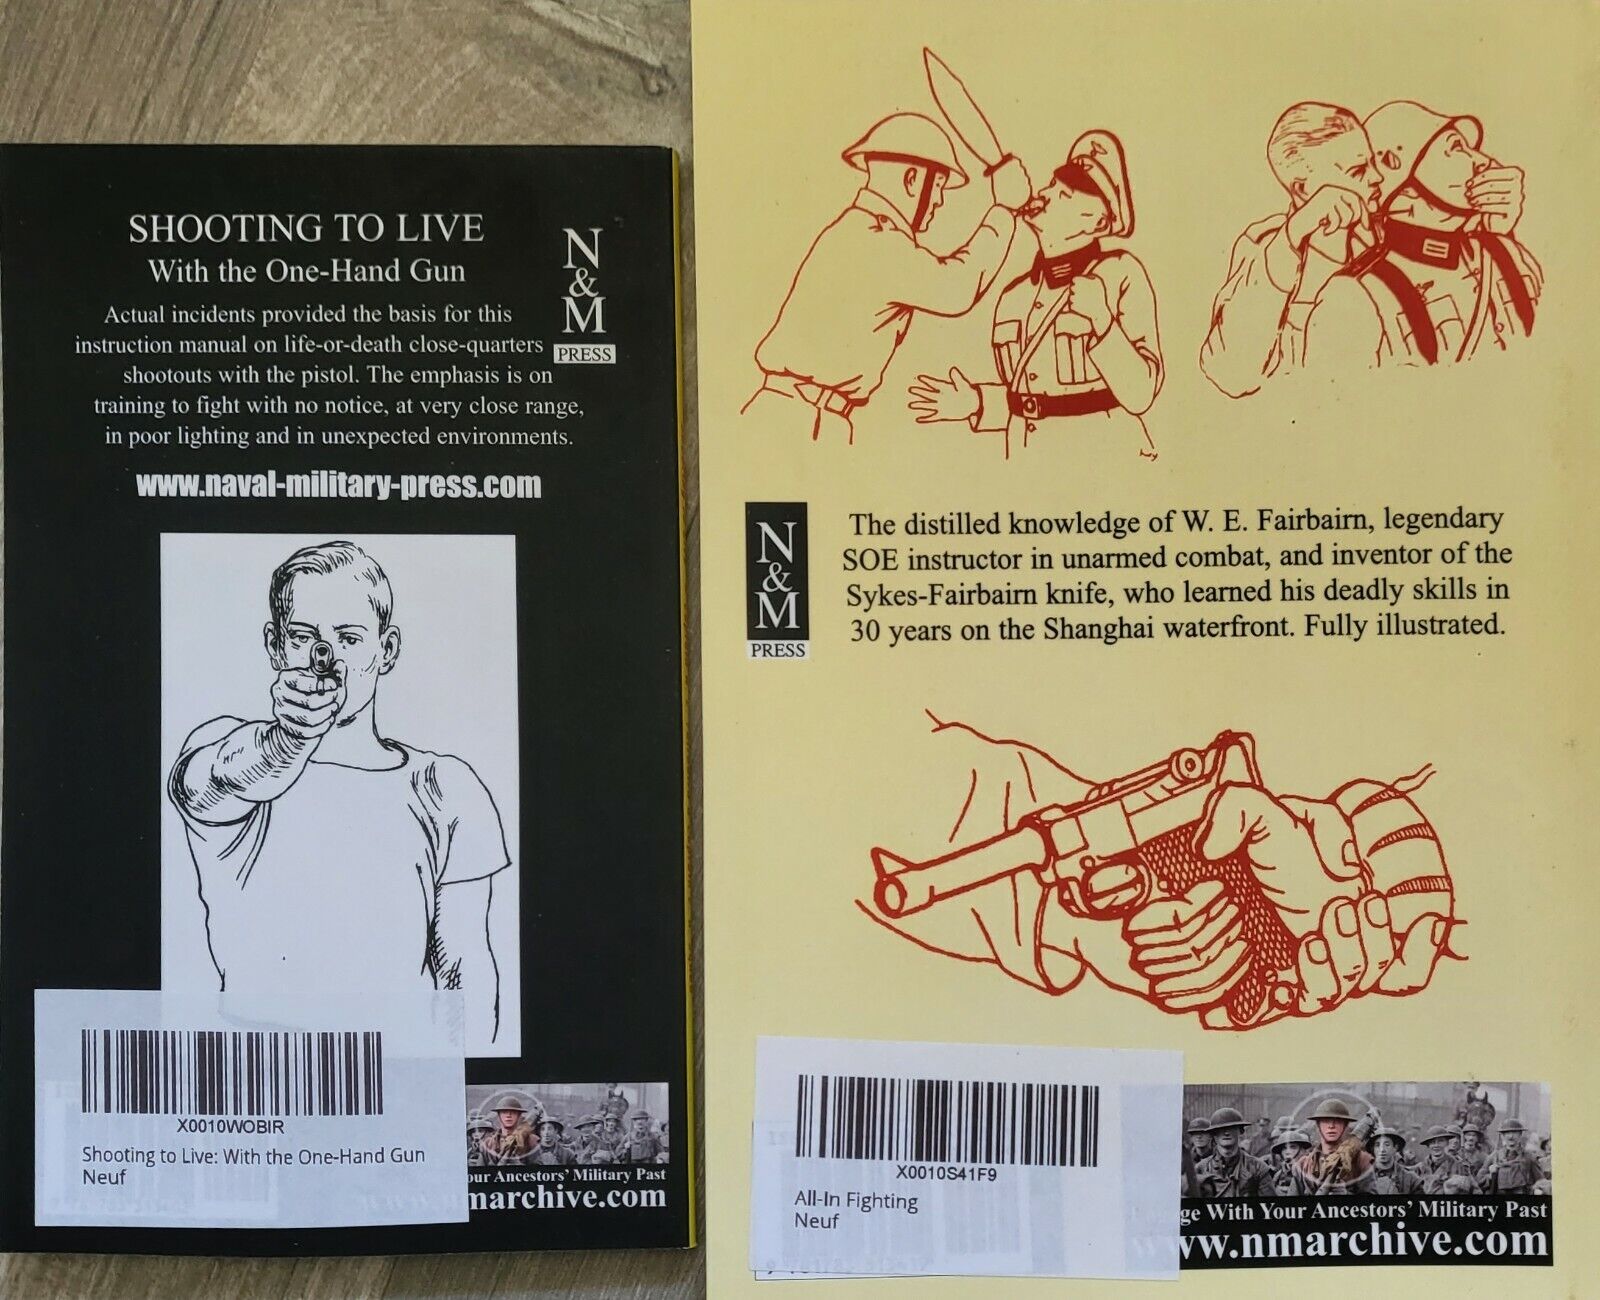 SHOOTING TO LIVE
With the One-Hand Gun
Actual incidents provided the basis for this
instruction manual on life-or-death close-quarters
shootouts with the pistol. The emphasis is on
training to fight with no notice, at very close range,
in poor lighting and in unexpected environments.
N
&
M
PRESS
www.naval-military-press.com
X0010WOBIR
Shooting to Live: With the One-Hand Gun
Neuf
our Ancestors' Military Past
marchive.com
N
&
M
PRESS
The distilled knowledge of W. E. Fairbairn, legendary
SOE instructor in unarmed combat, and inventor of the
Sykes-Fairbairn knife, who learned his deadly skills in
30 years on the Shanghai waterfront. Fully illustrated.
X0010S41F9
All-In Fighting
Neuf
ge With Your Ancestors' Military Past
www.nmarchive.com